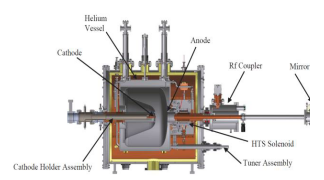 Helium
Vessel
Anode
Cathode
Rf Coupler
Mirror
HTS Solenoid
Cathode Holder Assembly
Tuner Assembly